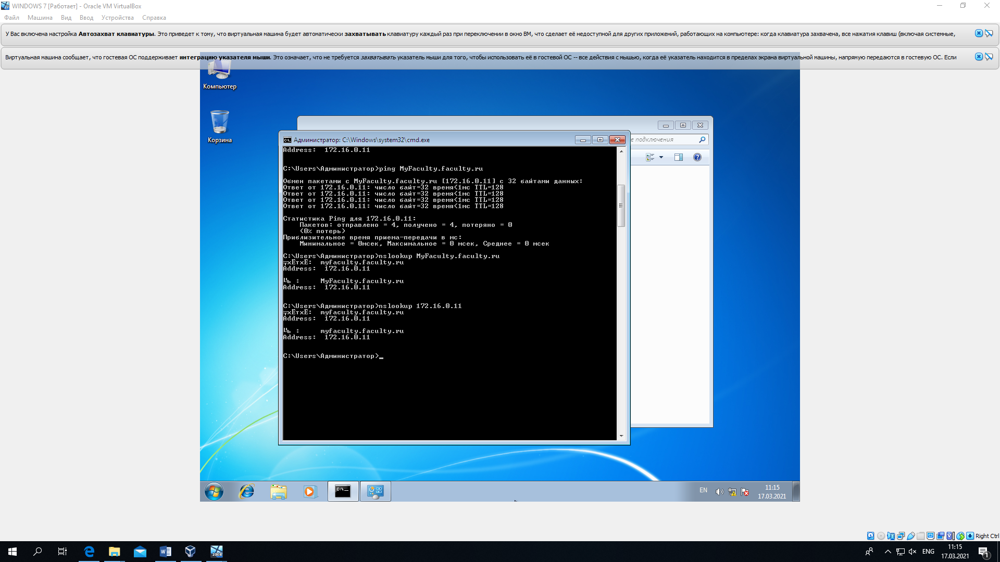 WINDOWS 7 [Работает] - Oracle VM VirtualBox
Файл Машина Вид Ввод Устройства Справка
У Вас включена настройка Автозахват клавиатуры. Это приведет к тому, что виртуальная машина будет автоматически захватывать клавиатуру каждый раз при переключении в окно ВМ, что сделает её недоступной для других приложений, работающих на компьютере: когда клавиатура захвачена, все нажатия клавиш (включая системные,
Виртуальная машина сообщает, что гостевая ОС поддерживает интеграцию указателя мыши. Это означает, что не требуется захватывать указатель мыши для того, чтобы использовать её в гостевой ОС -- все действия с мышью, когда её указатель находится в пределах экрана виртуальной машины, напрямую передаются в гостевую ОС. Если
Компьютер
Корзина
е подключения
Администратор: C:\Windows\system32\cmd.exe
Address:  172.16.0.11
C:\Users\Администратор>ping MyFaculty.faculty.ru
Обмен пакетами с MyFaculty.faculty.ru [172.16.0.11] с 32 байтами данных:
Ответ от 172.16.0.11: число байт=32 время<1мс TTL=128
Ответ от 172.16.0.11: число байт=32 время<1мс TTL=128
Ответ от 172.16.0.11: число байт=32 время<1мс TTL=128
Ответ от 172.16.0.11: число байт=32 время<1мс TTL=128
Статистика Ping для 172.16.0.11:
Пакетов: отправлено = 4, получено = 4, потеряно = 0
(0% потерь)
Приблизительное время приема-передачи в мс:
Минимальное = 0мсек, Максимальное = 0 мсек, Среднее = 0 мсек
C:\Users\Администратор>nslookup MyFaculty.faculty.ru
╤хЁтхЁ:  myfaculty.faculty.ru
Address:  172.16.0.11
╚ь :     MyFaculty.faculty.ru
Address:  172.16.0.11
C:\Users\Администратор>nslookup 172.16.0.11
╤хЁтхЁ:  myfaculty.faculty.ru
Address:  172.16.0.11
╚ь :     myfaculty.faculty.ru
Address:  172.16.0.11
C:\Users\Администратор>_
EN
11:15
17.03.2021
Right Ctrl
2008
ENG
11:15
17.03.2021
1